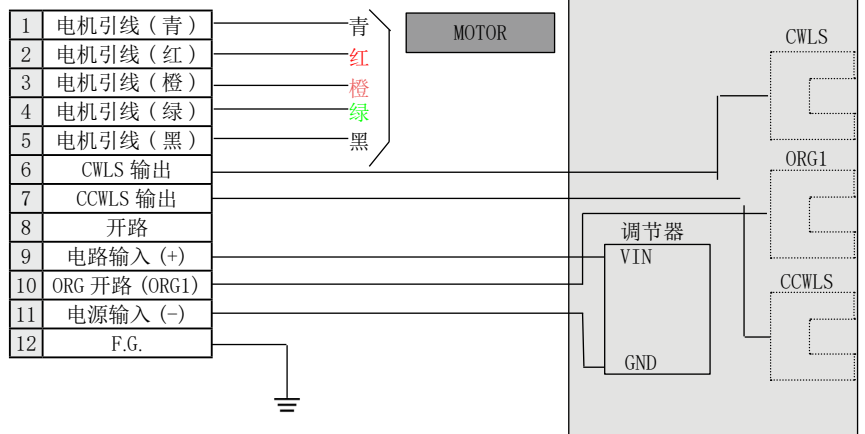 1 电机引线（青） 青
2 电机引线（红） 红
3 电机引线（橙） 橙
4 电机引线（绿） 绿
5 电机引线（黑） 黑
6 CWLS 输出
7 CCWLS 输出
8 开路
9 电路输入 (+)
10 ORG 开路 (ORG1)
11 电源输入 (-)
12 F.G.
MOTOR
调节器
VIN
GND
CWLS
ORG1
CCWLS